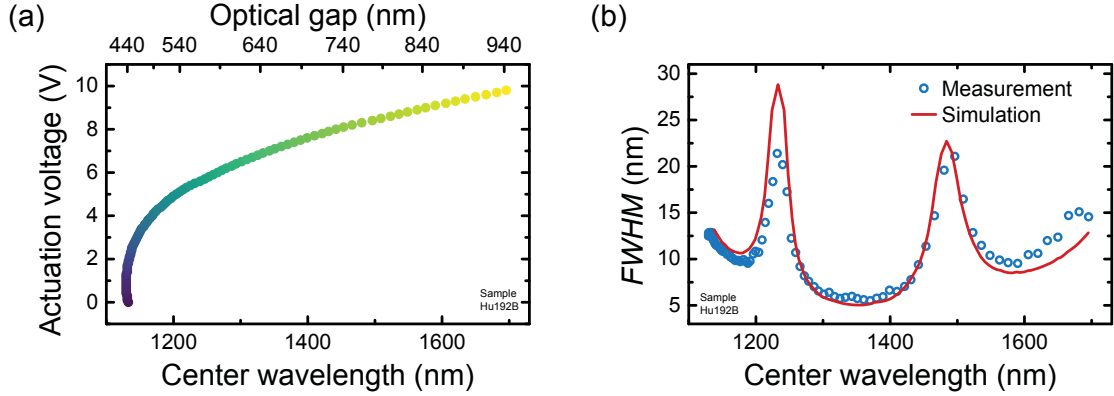 (a)
Optical gap (nm)
440 540 640 740 840 940
Actuation voltage (V)
10
8
6
4
2
0
Sample
Hu192B
1200 1400 1600
Center wavelength (nm)
(b)
FWHM (nm)
30
25
20
15
10
5
Measurement
Simulation
Sample
Hu192B
1200 1400 1600
Center wavelength (nm)